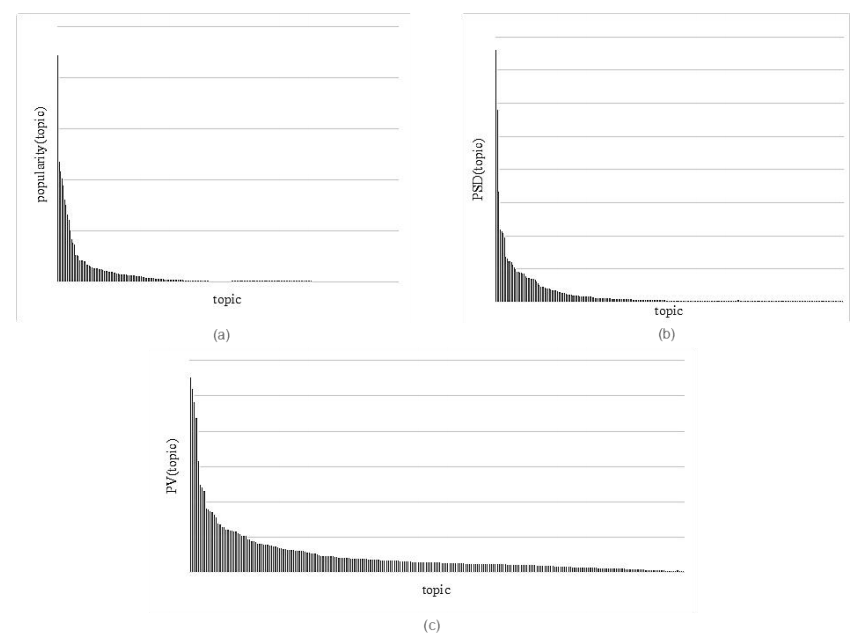 popularity(topic)
topic
(a)
PSD(topic)
topic
(b)
PV(topic)
topic
(c)